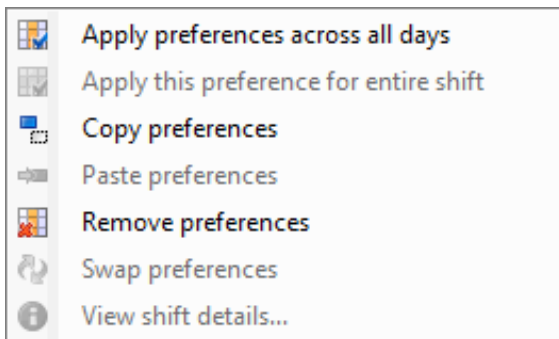 Apply preferences across all days
Apply this preference for entire shift
Copy preferences
Paste preferences
Remove preferences
Swap preferences
View shift details...